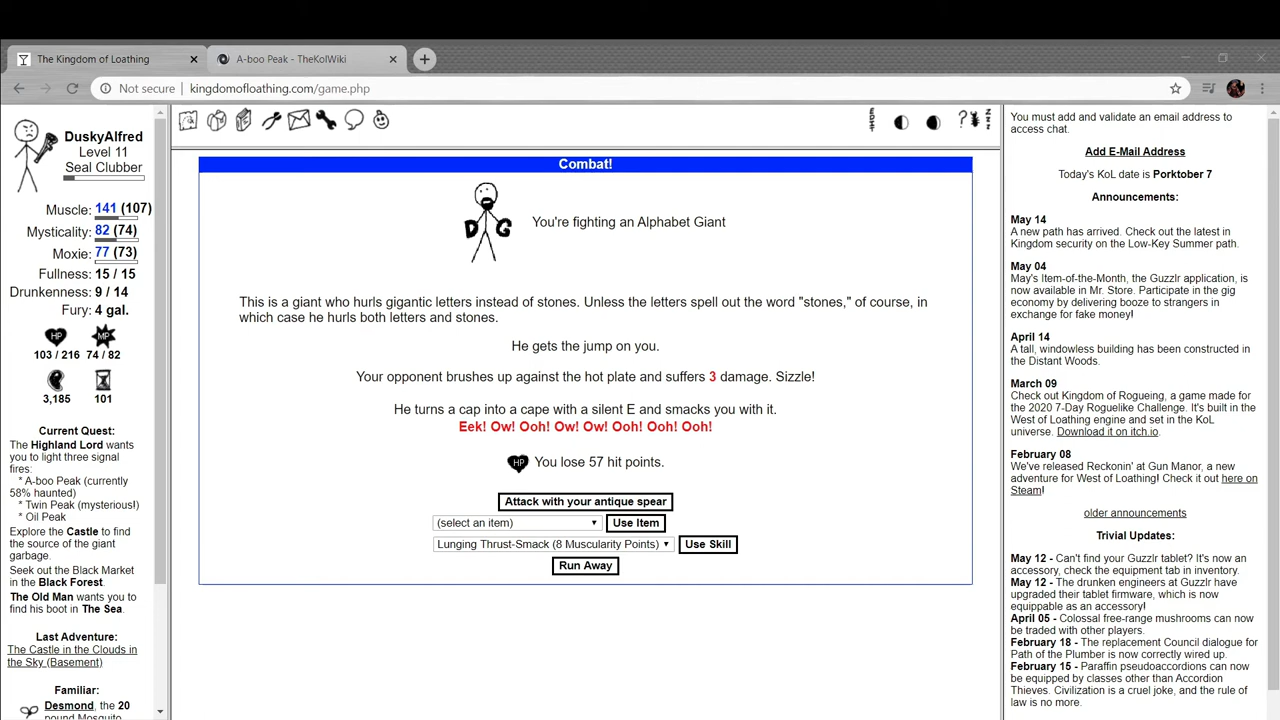 The Kingdom of Loathing
A-boo Peak - TheKolWiki
Not secure
kingdomofloathing.com/game.php
DuskyAlfred
Level 11
Seal Clubber
Muscle: 141 (107)
Mysticality: 82 (74)
Moxie: 77 (73)
Fullness: 15 / 15
Drunkenness: 9 / 14
Fury: 4 gal.
HP MP
103 / 216 74 / 82
3,185 101
Current Quest:
The Highland Lord wants
you to light three signal
fires:
* A-boo Peak (currently
58% haunted)
* Twin Peak (mysterious!)
* Oil Peak
Explore the Castle to find
the source of the giant
garbage.
Seek out the Black Market
in the Black Forest.
The Old Man wants you to
find his boot in The Sea.
Last Adventure:
The Castle in the Clouds in
the Sky (Basement)
Familiar:
Desmond, the 20
pound Mosquito
Combat!
D G
You're fighting an Alphabet Giant
This is a giant who hurls gigantic letters instead of stones. Unless the letters spell out the word "stones," of course, in
which case he hurls both letters and stones.
He gets the jump on you.
Your opponent brushes up against the hot plate and suffers 3 damage. Sizzle!
He turns a cap into a cape with a silent E and smacks you with it.
Eek! Ow! Ooh! Ow! Ow! Ooh! Ooh! Ooh!
HP You lose 57 hit points.
Attack with your antique spear
(select an item) Use Item
Lunging Thrust-Smack (8 Muscularity Points) Use Skill
Run Away
EDIT
?
ZZZ
You must add and validate an email address to
access chat.
Add E-Mail Address
Today's KoL date is Porktober 7
Announcements:
May 14
A new path has arrived. Check out the latest in
Kingdom security on the Low-Key Summer path.
May 04
May's Item-of-the-Month, the Guzzlr application, is
now available in Mr. Store. Participate in the gig
economy by delivering booze to strangers in
exchange for fake money!
April 14
A tall, windowless building has been constructed in
the Distant Woods.
March 09
Check out Kingdom of Rogueing, a game made for
the 2020 7-Day Roguelike Challenge. It's built in the
West of Loathing engine and set in the KoL
universe. Download it on itch.io.
February 08
We've released Reckonin' at Gun Manor, a new
adventure for West of Loathing! Check it out here on
Steam!
older announcements
Trivial Updates:
May 12 - Can't find your Guzzlr tablet? It's now an
accessory, check the equipment tab in inventory.
May 12 - The drunken engineers at Guzzlr have
upgraded their tablet firmware, which is now
equippable as an accessory!
April 05 - Colossal free-range mushrooms can now
be traded with other players.
February 18 - The replacement Council dialogue for
Path of the Plumber is now correctly wired up.
February 15 - Paraffin pseudoaccordions can now
be equipped by classes other than Accordion
Thieves. Civilization is a cruel joke, and the rule of
law is no more.